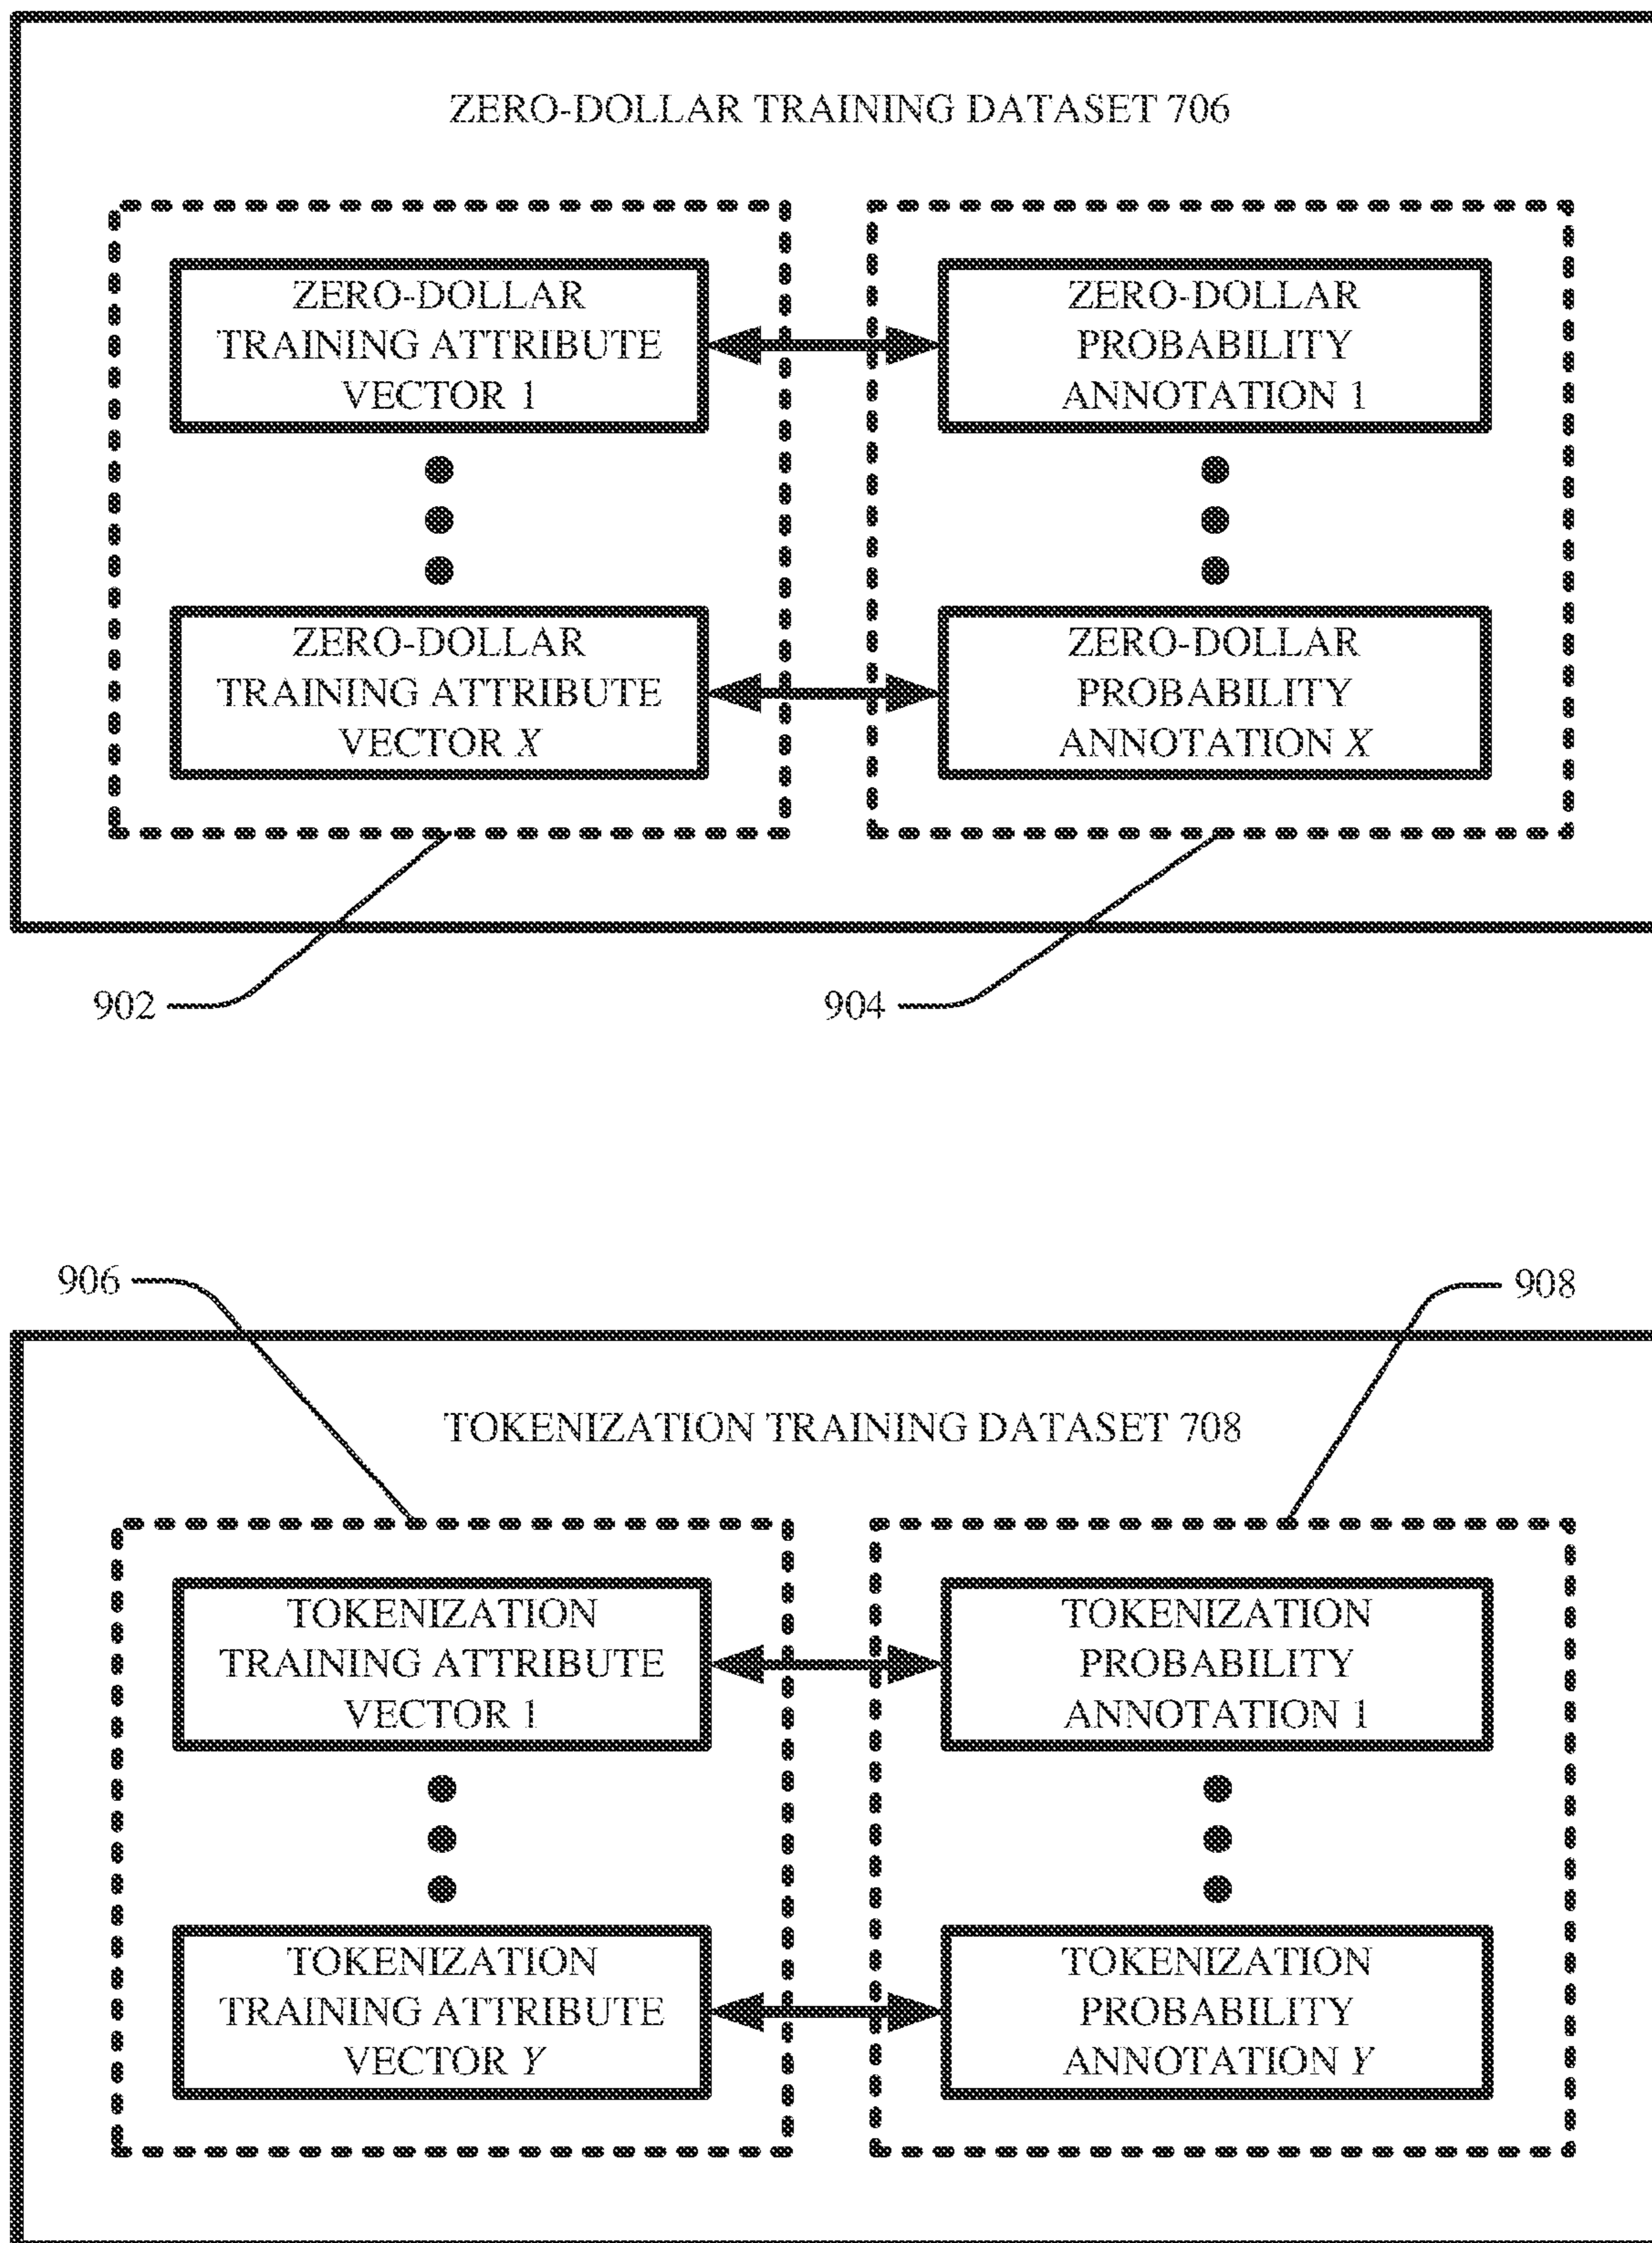 ZERO-DOLLAR TRAINING DATASET 706
ZERO-DOLLAR
TRAINING ATTRIBUTE
VECTOR 1
ZERO-DOLLAR
PROBABILITY
ANNOTATION 1
ZERO-DOLLAR
TRAINING ATTRIBUTE
VECTOR X
ZERO-DOLLAR
PROBABILITY
ANNOTATION X
902
904
906
908
TOKENIZATION TRAINING DATASET 708
TOKENIZATION
TRAINING ATTRIBUTE
VECTOR 1
TOKENIZATION
PROBABILITY
ANNOTATION 1
TOKENIZATION
TRAINING ATTRIBUTE
VECTOR Y
TOKENIZATION
PROBABILITY
ANNOTATION Y